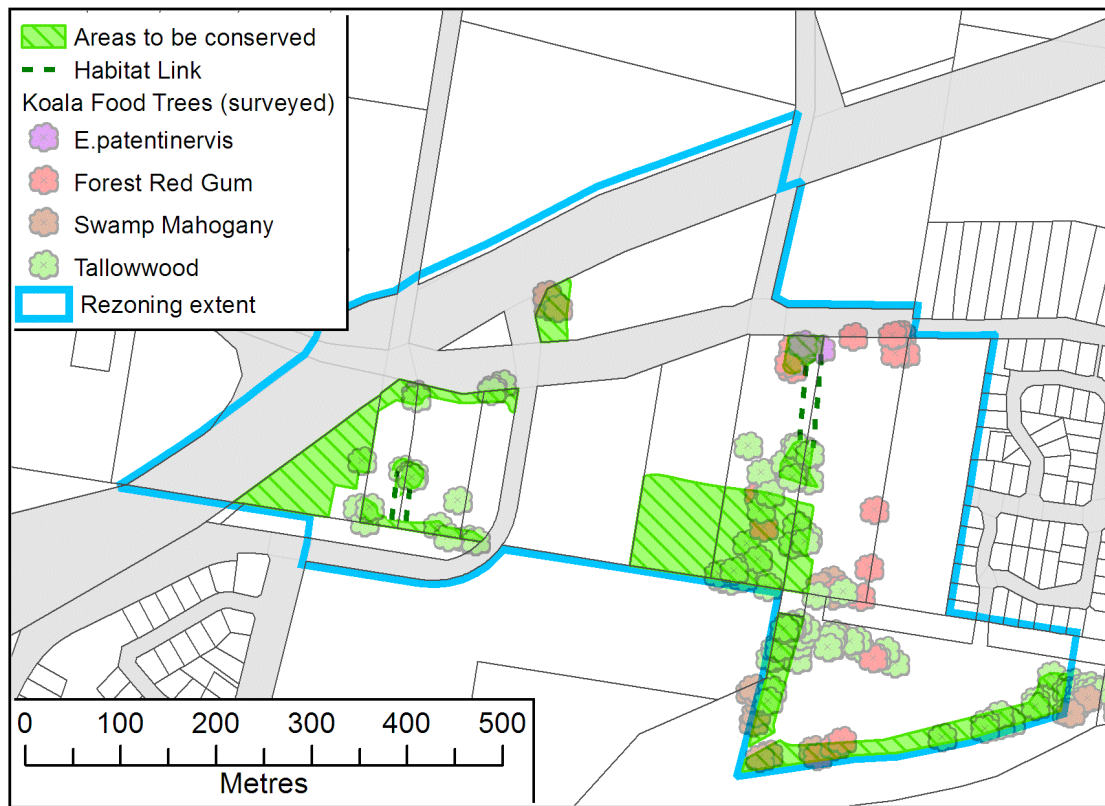 Areas to be conserved
Habitat Link
Koala Food Trees (surveyed)
E.patentinervis
Forest Red Gum
Swamp Mahogany
Tallowwood
Rezoning extent
0 100 200 300 400 500
Metres